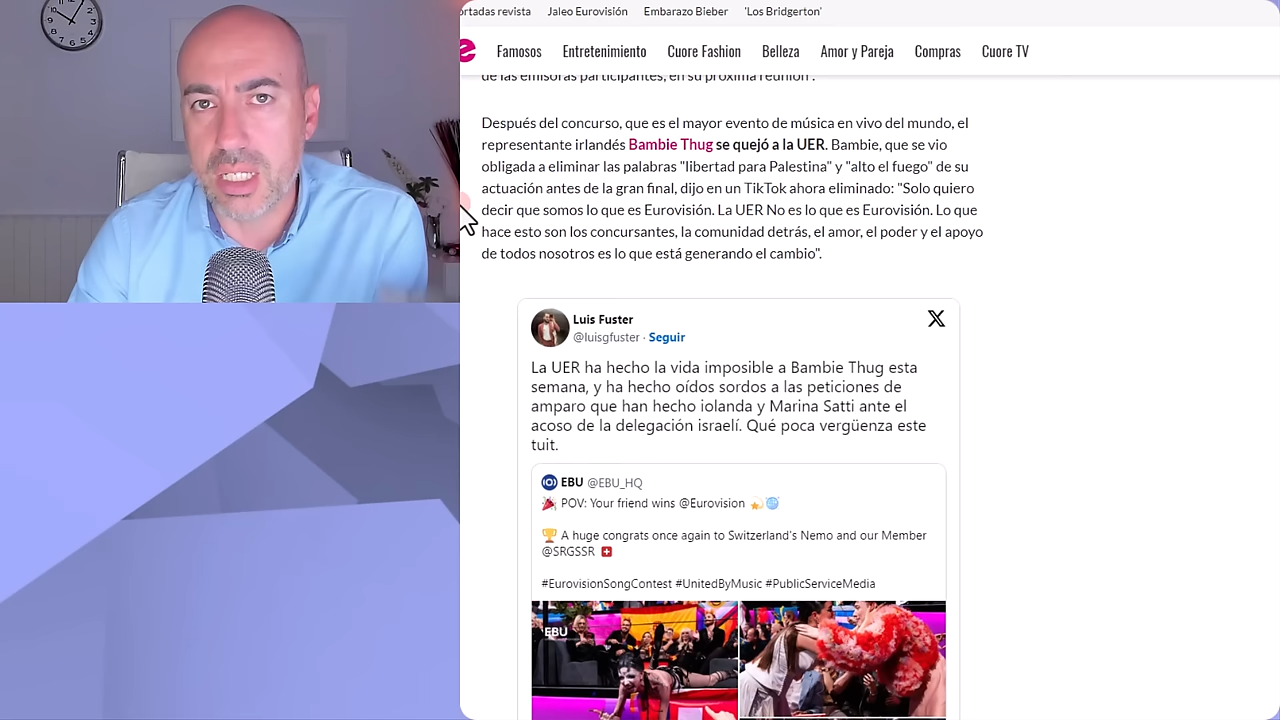 ortadas revista Jaleo Eurovisión Embarazo Bieber 'Los Bridgerton'
e Famosos Entretenimiento Cuore Fashion Belleza Amor y Pareja Compras Cuore TV
de las emisoras participantes, en su próxima reunión".
Después del concurso, que es el mayor evento de música en vivo del mundo, el
representante irlandés Bambie Thug se quejó a la UER. Bambie, que se vio
obligada a eliminar las palabras "libertad para Palestina" y "alto el fuego" de su
actuación antes de la gran final, dijo en un TikTok ahora eliminado: "Solo quiero
decir que somos lo que es Eurovisión. La UER No es lo que es Eurovisión. Lo que
hace esto son los concursantes, la comunidad detrás, el amor, el poder y el apoyo
de todos nosotros es lo que está generando el cambio".
Luis Fuster
@luisgfuster · Seguir
La UER ha hecho la vida imposible a Bambie Thug esta
semana, y ha hecho oídos sordos a las peticiones de
amparo que han hecho iolanda y Marina Satti ante el
acoso de la delegación israelí. Qué poca vergüenza este
tuit.
EBU @EBU_HQ
POV: Your friend wins @Eurovision
A huge congrats once again to Switzerland's Nemo and our Member
@SRGSSR
#EurovisionSongContest #UnitedByMusic #PublicServiceMedia
EBU